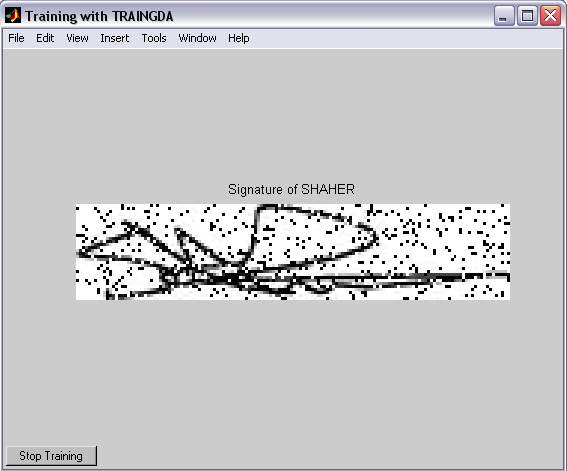 Training with TRAINGDA
File Edit View Insert Tools Window Help
Signature of SHAHER
Stop Training